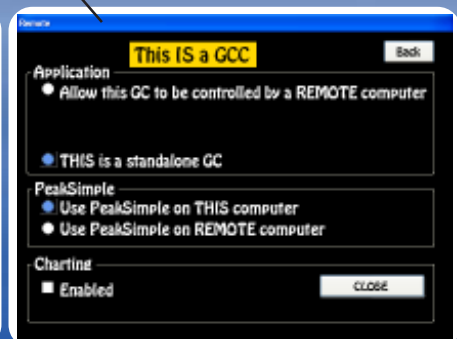 Remote
This IS a GCC
Back
Application
Allow this GC to be controlled by a REMOTE computer
THIS is a standalone GC
PeakSimple
Use PeakSimple on THIS computer
Use PeakSimple on REMOTE computer
Charting
Enabled
CLOSE